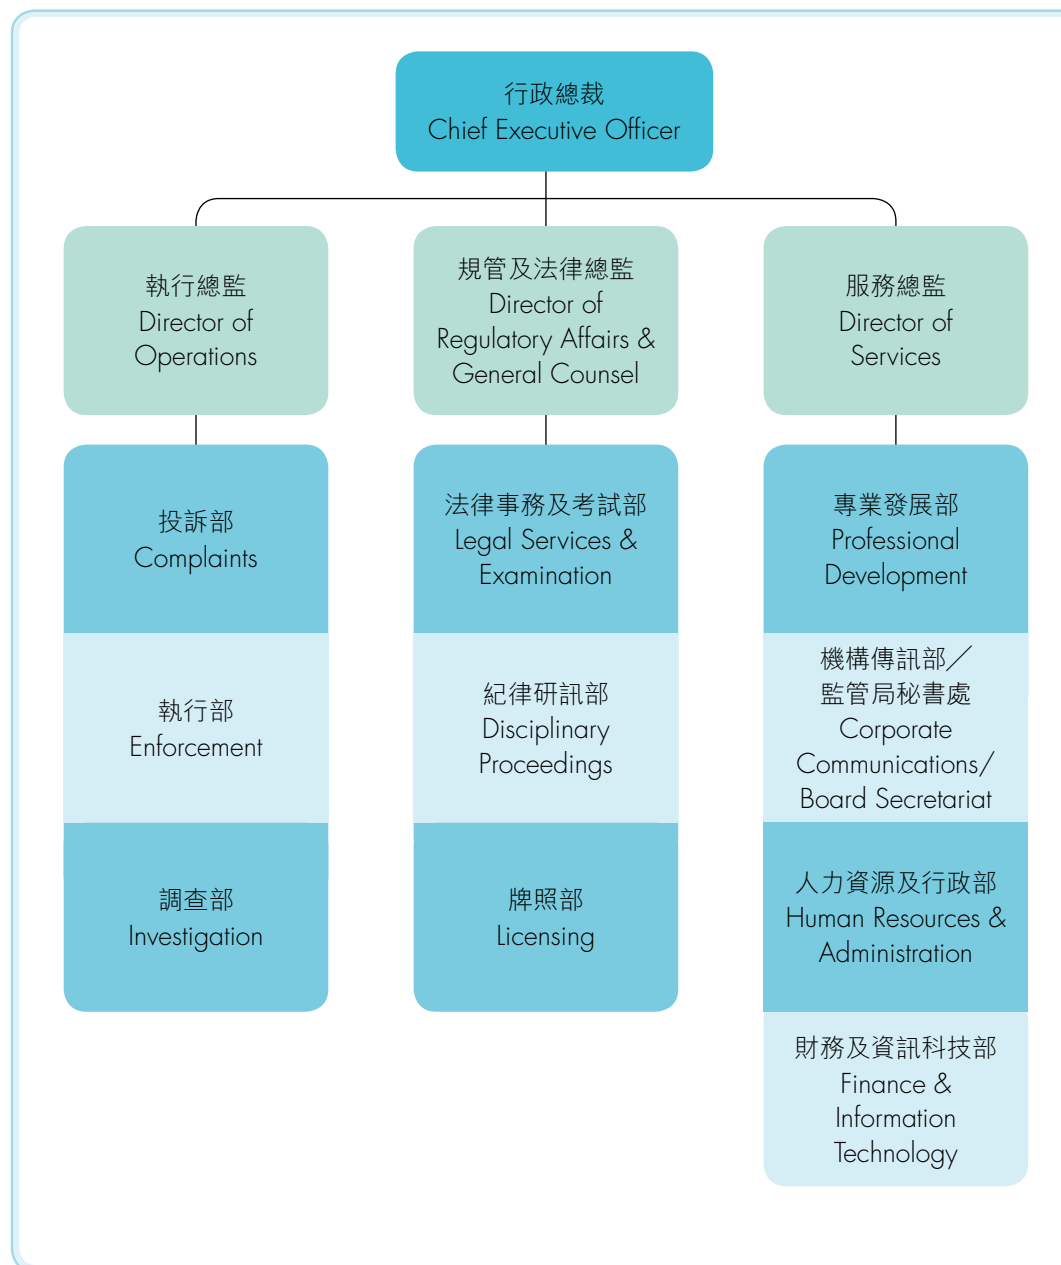 行政總裁
Chief Executive Officer
執行總監
Director of
Operations
規管及法律總監
Director of
Regulatory Affairs &
General Counsel
服務總監
Director of
Services
投訴部
Complaints
執行部
Enforcement
調查部
Investigation
法律事務及考試部
Legal Services &
Examination
紀律研訊部
Disciplinary
Proceedings
牌照部
Licensing
專業發展部
Professional
Development
機構傳訊部／
監管局秘書處
Corporate
Communications/
Board Secretariat
人力資源及行政部
Human Resources &
Administration
財務及資訊科技部
Finance &
Information
Technology